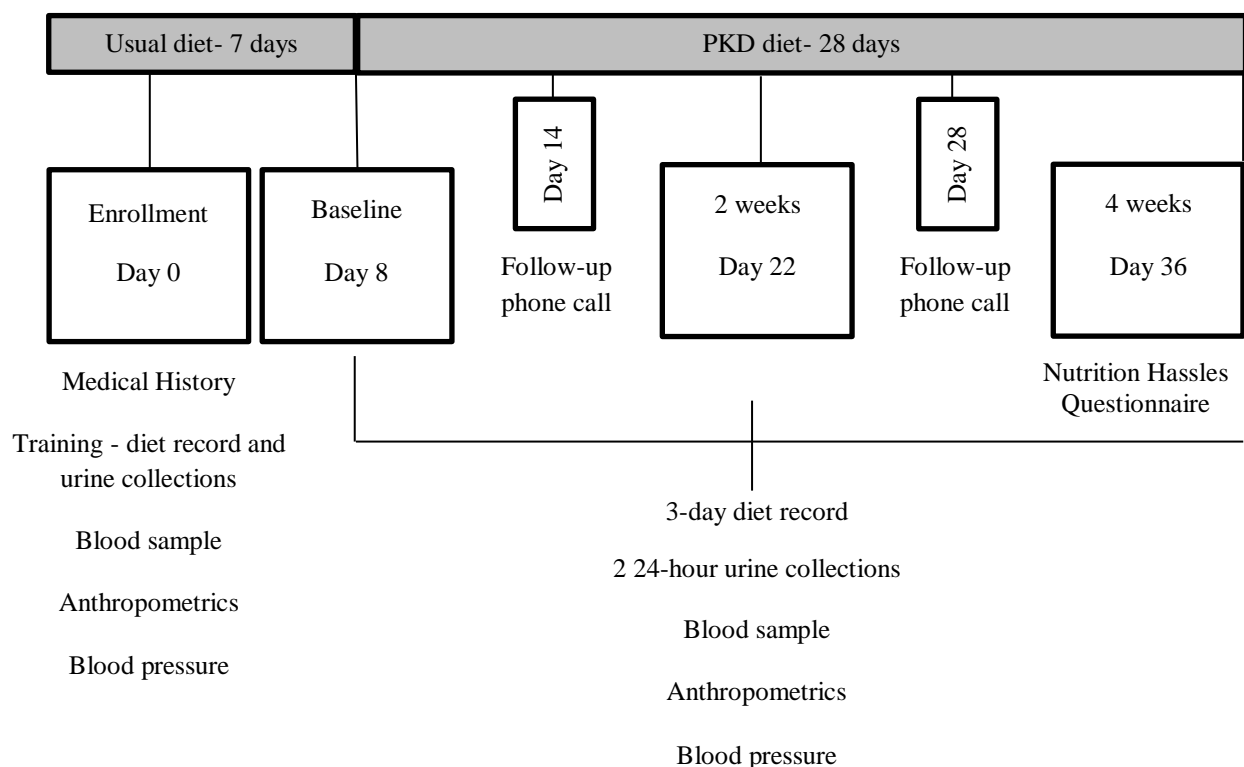 Usual diet- 7 days
PKD diet- 28 days
Enrollment
Day 0
Baseline
Day 8
Day 14
Follow-up
phone call
2 weeks
Day 22
Day 28
Follow-up
phone call
4 weeks
Day 36
Medical History
Training - diet record and
urine collections
Blood sample
Anthropometrics
Blood pressure
Nutrition Hassles
Questionnaire
3-day diet record
2 24-hour urine collections
Blood sample
Anthropometrics
Blood pressure